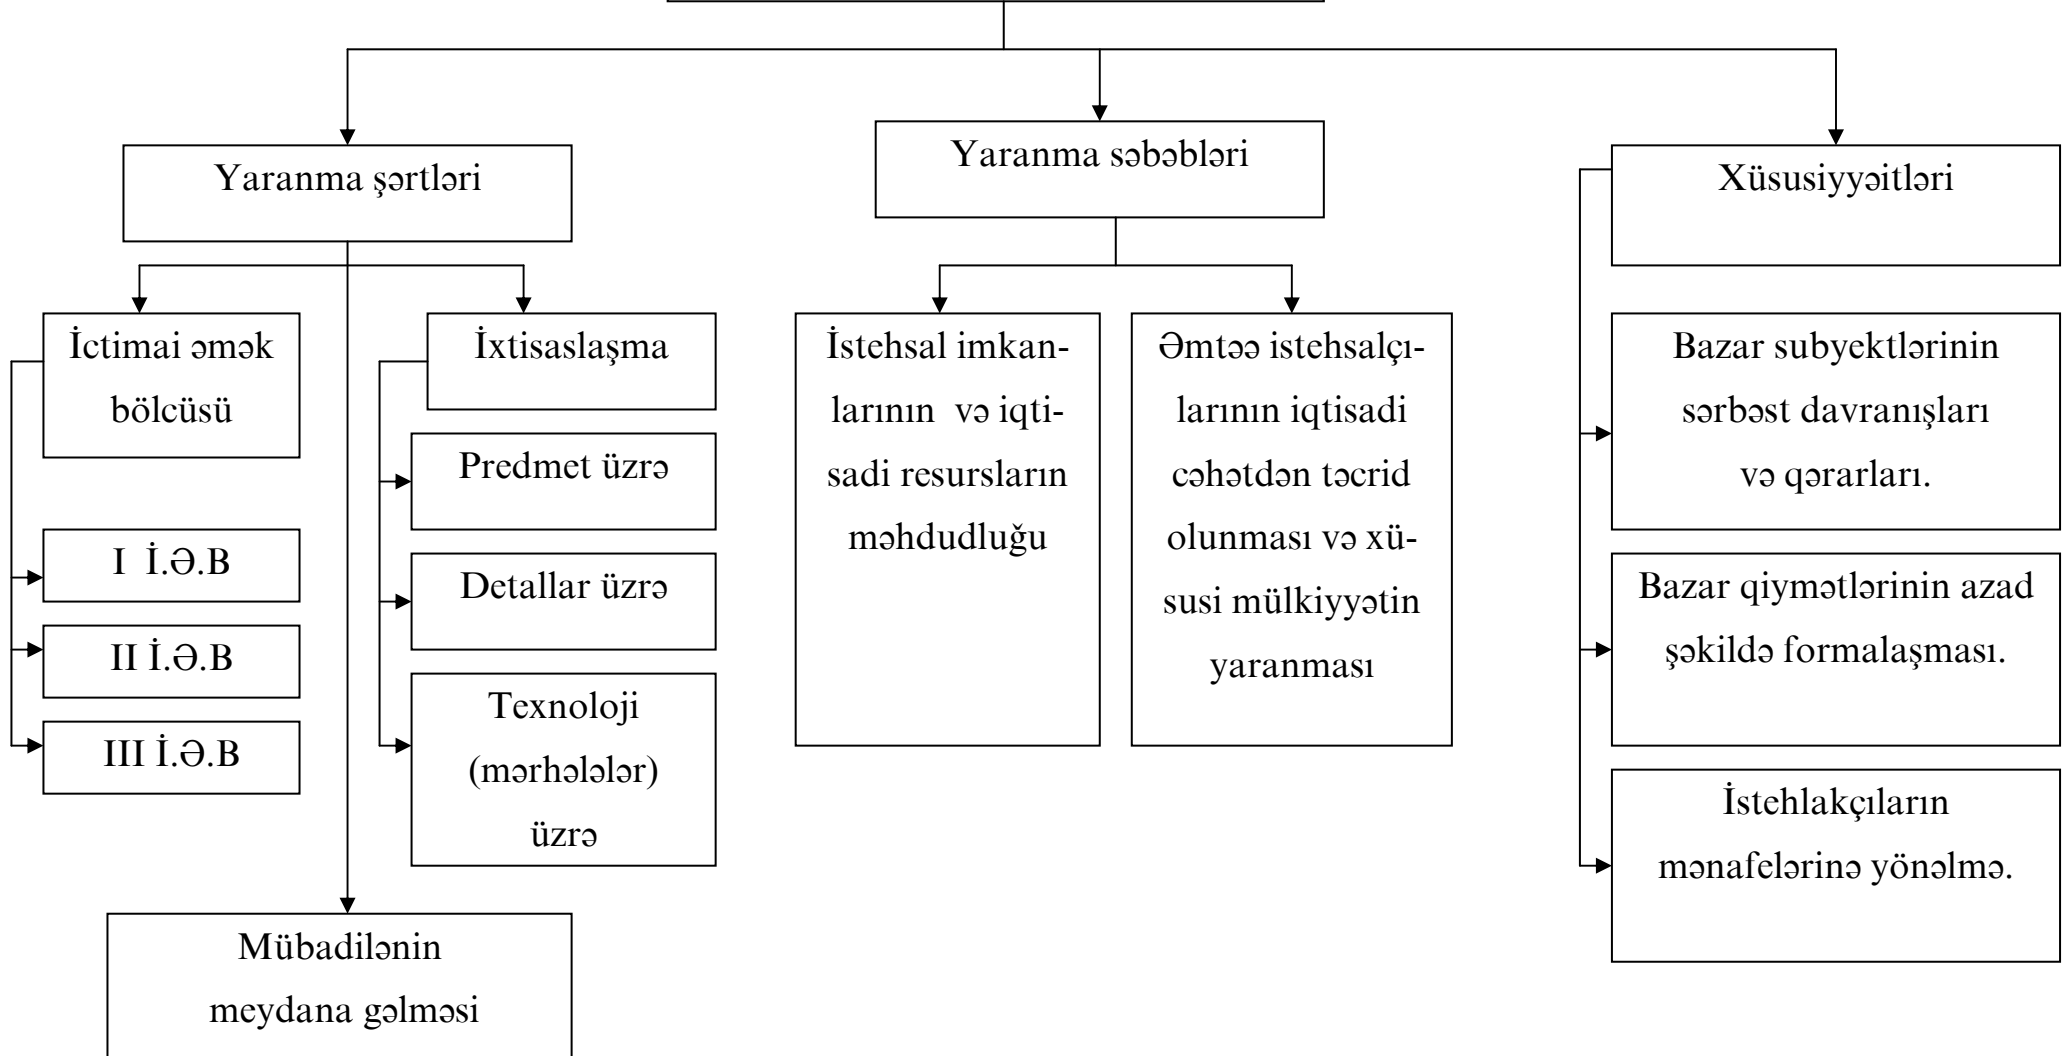 Yaranma şərtləri
Yaranma səbəbləri
Xüsusiyyəitləri
İctimai əmək
bölcüsü
I İ.Ə.B
II İ.Ə.B
III İ.Ə.B
İxtisaslaşma
Predmet üzrə
Detallar üzrə
Texnoloji
(mərhələlər)
üzrə
Mübadilənin
meydana gəlməsi
İstehsal imkan-
larının və iqti-
sadi resursların
məhdudluğu
Əmtəə istehsalçı-
larının iqtisadi
cəhətdən təcrid
olunması və xü-
susi mülkiyyətin
yaranması
Bazar subyektlərinin
sərbəst davranışları
və qərarları.
Bazar qiymətlərinin azad
şəkildə formalaşması.
İstehlakçıların
mənafelərinə yönəlmə.